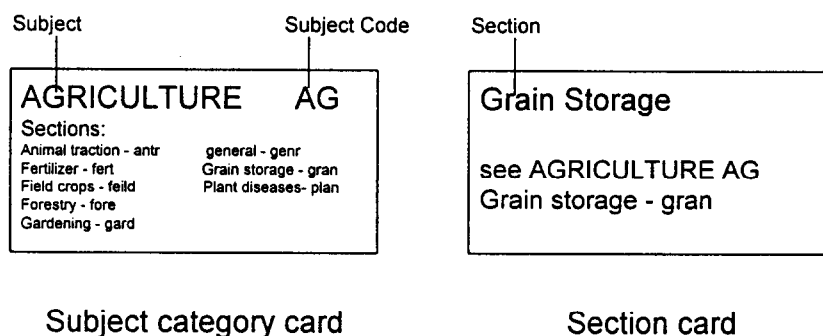 Subject
Subject Code
Section
AGRICULTURE AG
Sections:
Animal traction - antr general - genr
Fertilizer - fert Grain storage - gran
Field crops - feild Plant diseases- plan
Forestry - fore
Gardening - gard
Grain Storage
see AGRICULTURE AG
Grain storage - gran
Subject category card
Section card